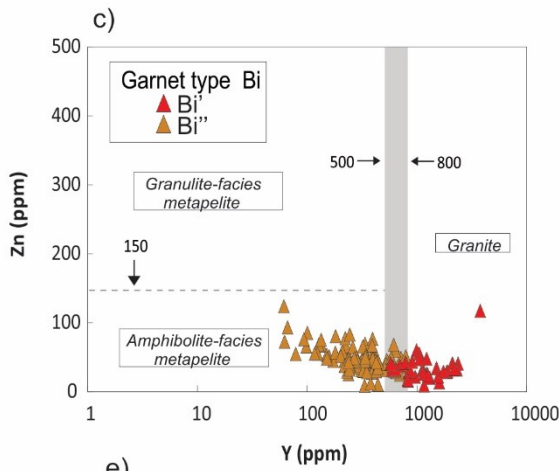 c)
500
400
300
200
100
0
Zn (ppm)
Garnet type Bi
Bi’
Bi’’
500
800
Granulite-facies
metapelite
Granite
150
Amphibolite-facies
metapelite
1
10
100
1000
10000
Y (ppm)
e)